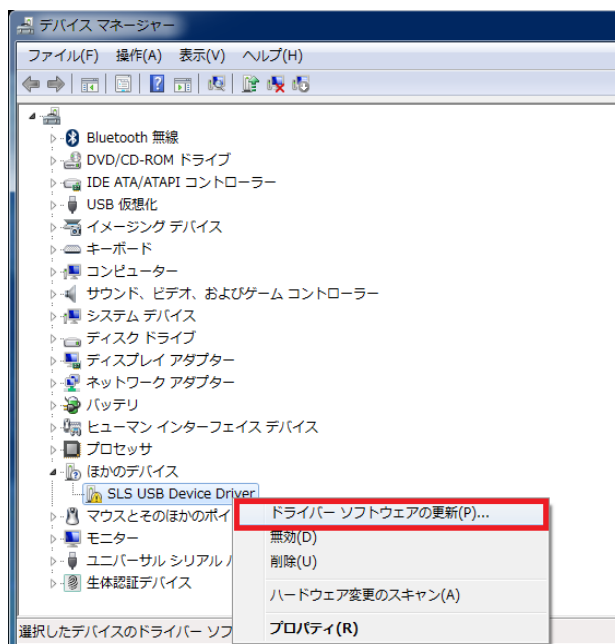 デバイス マネージャー
ファイル(F) 操作(A) 表示(V) ヘルプ(H)
Bluetooth 無線
DVD/CD-ROM ドライブ
IDE ATA/ATAPI コントローラー
USB 仮想化
イメージング デバイス
キーボード
コンピューター
サウンド、ビデオ、およびゲーム コントローラー
システム デバイス
ディスク ドライブ
ディスプレイ アダプター
ネットワーク アダプター
バッテリ
ヒューマン インターフェイス デバイス
プロセッサ
ほかのデバイス
SLS USB Device Driver
ドライバー ソフトウェアの更新(P)...
マウスとそのほかのポイ
無効(D)
モニター
削除(U)
ユニバーサル シリアル
生体認証デバイス
ハードウェア変更のスキャン(A)
選択したデバイスのドライバー ソフ
プロパティ(R)